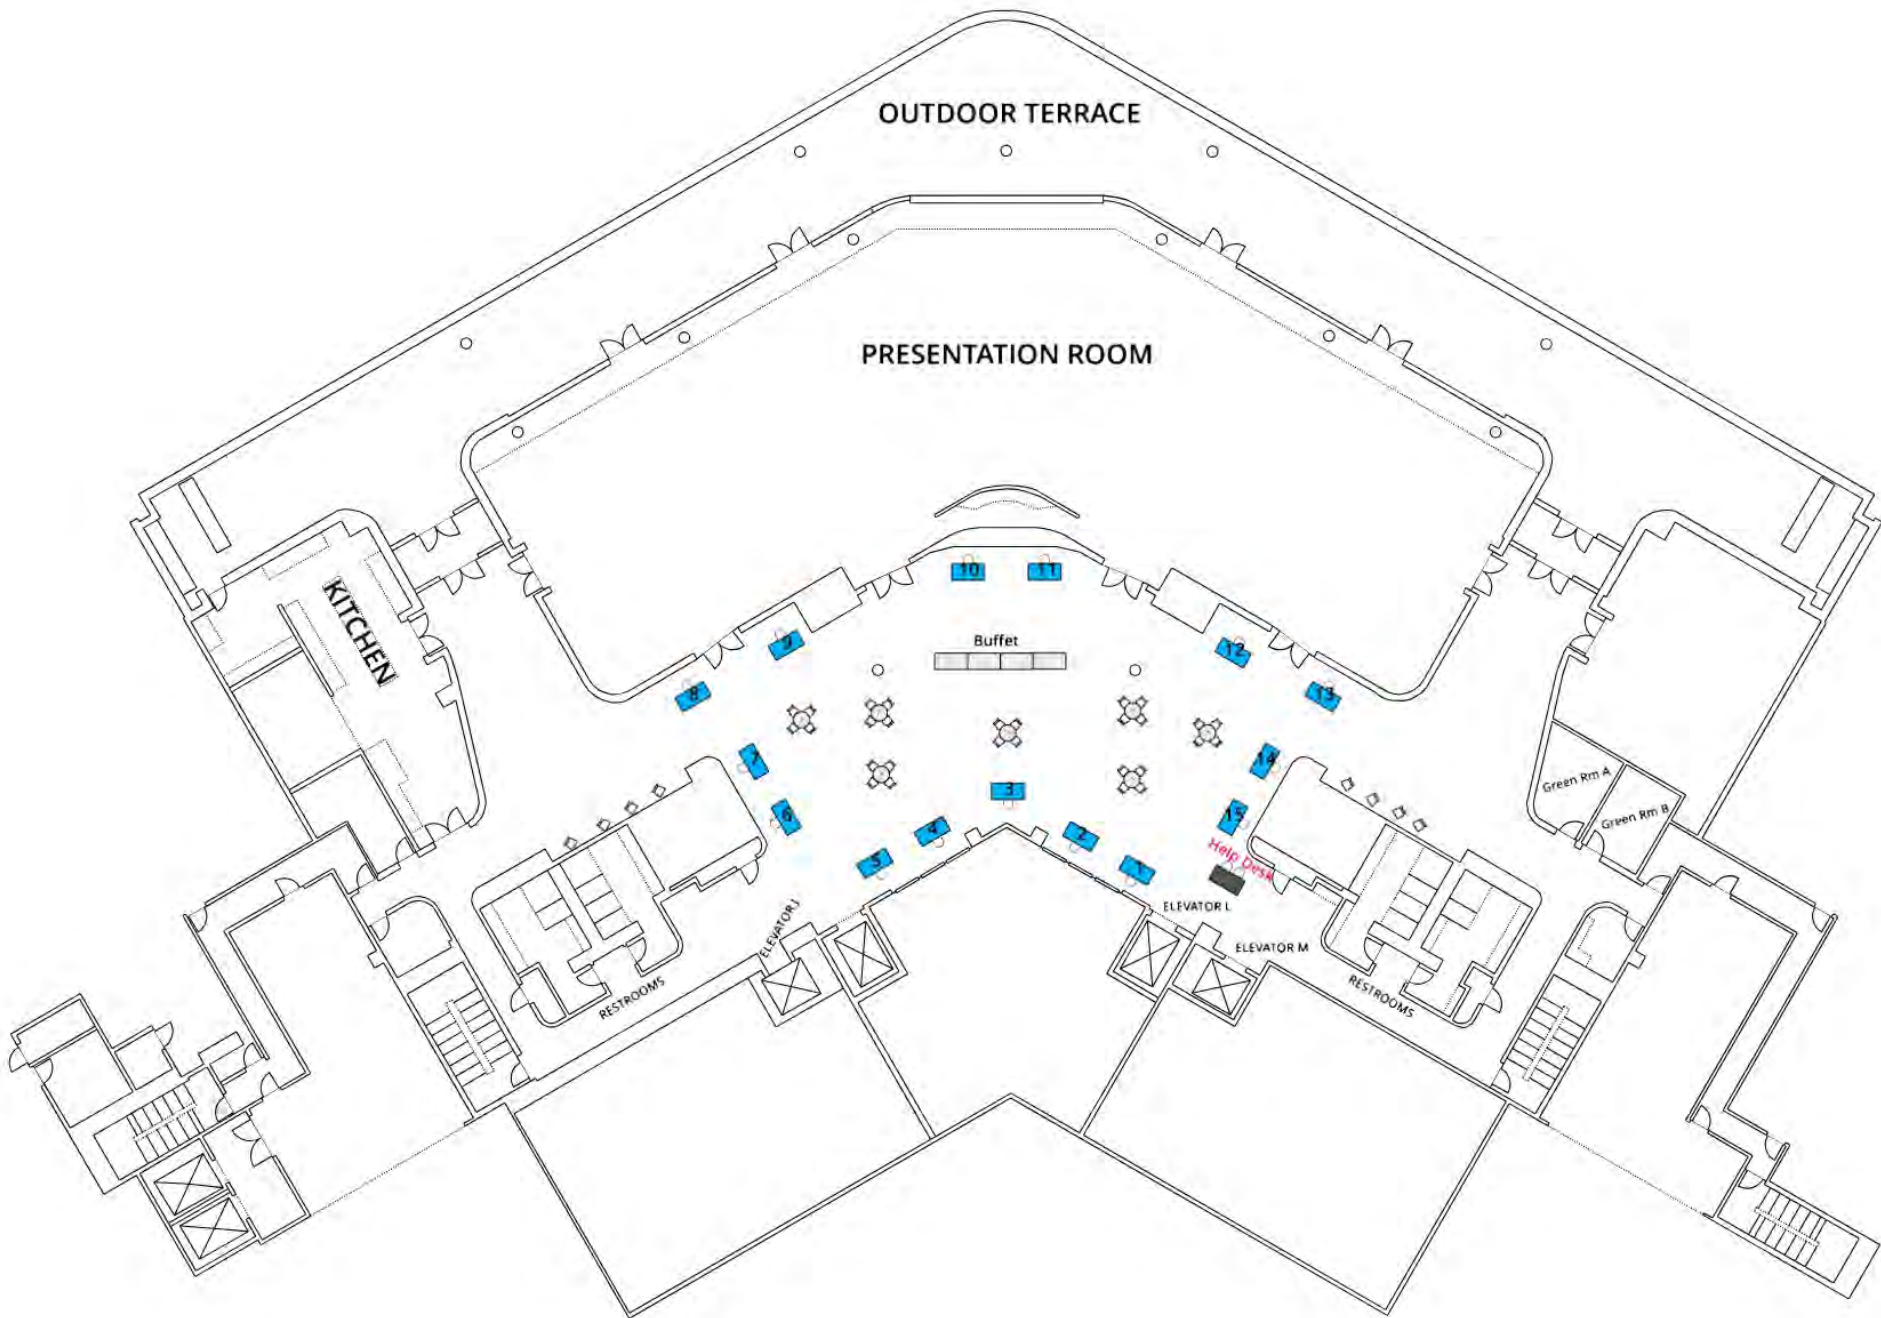 OUTDOOR TERRACE
PRESENTATION ROOM
10
11
KITCHEN
9
Buffet
12
8
13
7
14
Green Rm A
3
6
15
Green Rm B
4
2
5
1
Help Desk
ELEVATOR J
ELEVATOR L
ELEVATOR M
RESTROOMS
RESTROOMS